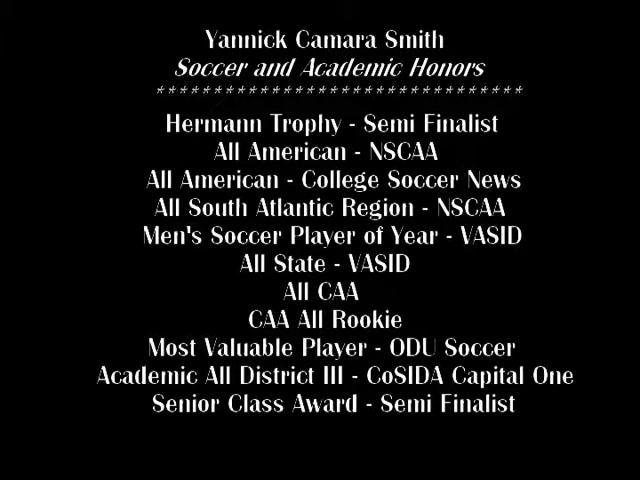 Yannick Camara Smith
Soccer and Academic Honors
********************************
Hermann Trophy - Semi Finalist
All American - NSCAA
All American - College Soccer News
All South Atlantic Region - NSCAA
Men's Soccer Player of Year - VASID
All State - VASID
All CAA
CAA All Rookie
Most Valuable Player - ODU Soccer
Academic All District III - CoSIDA Capital One
Senior Class Award - Semi Finalist